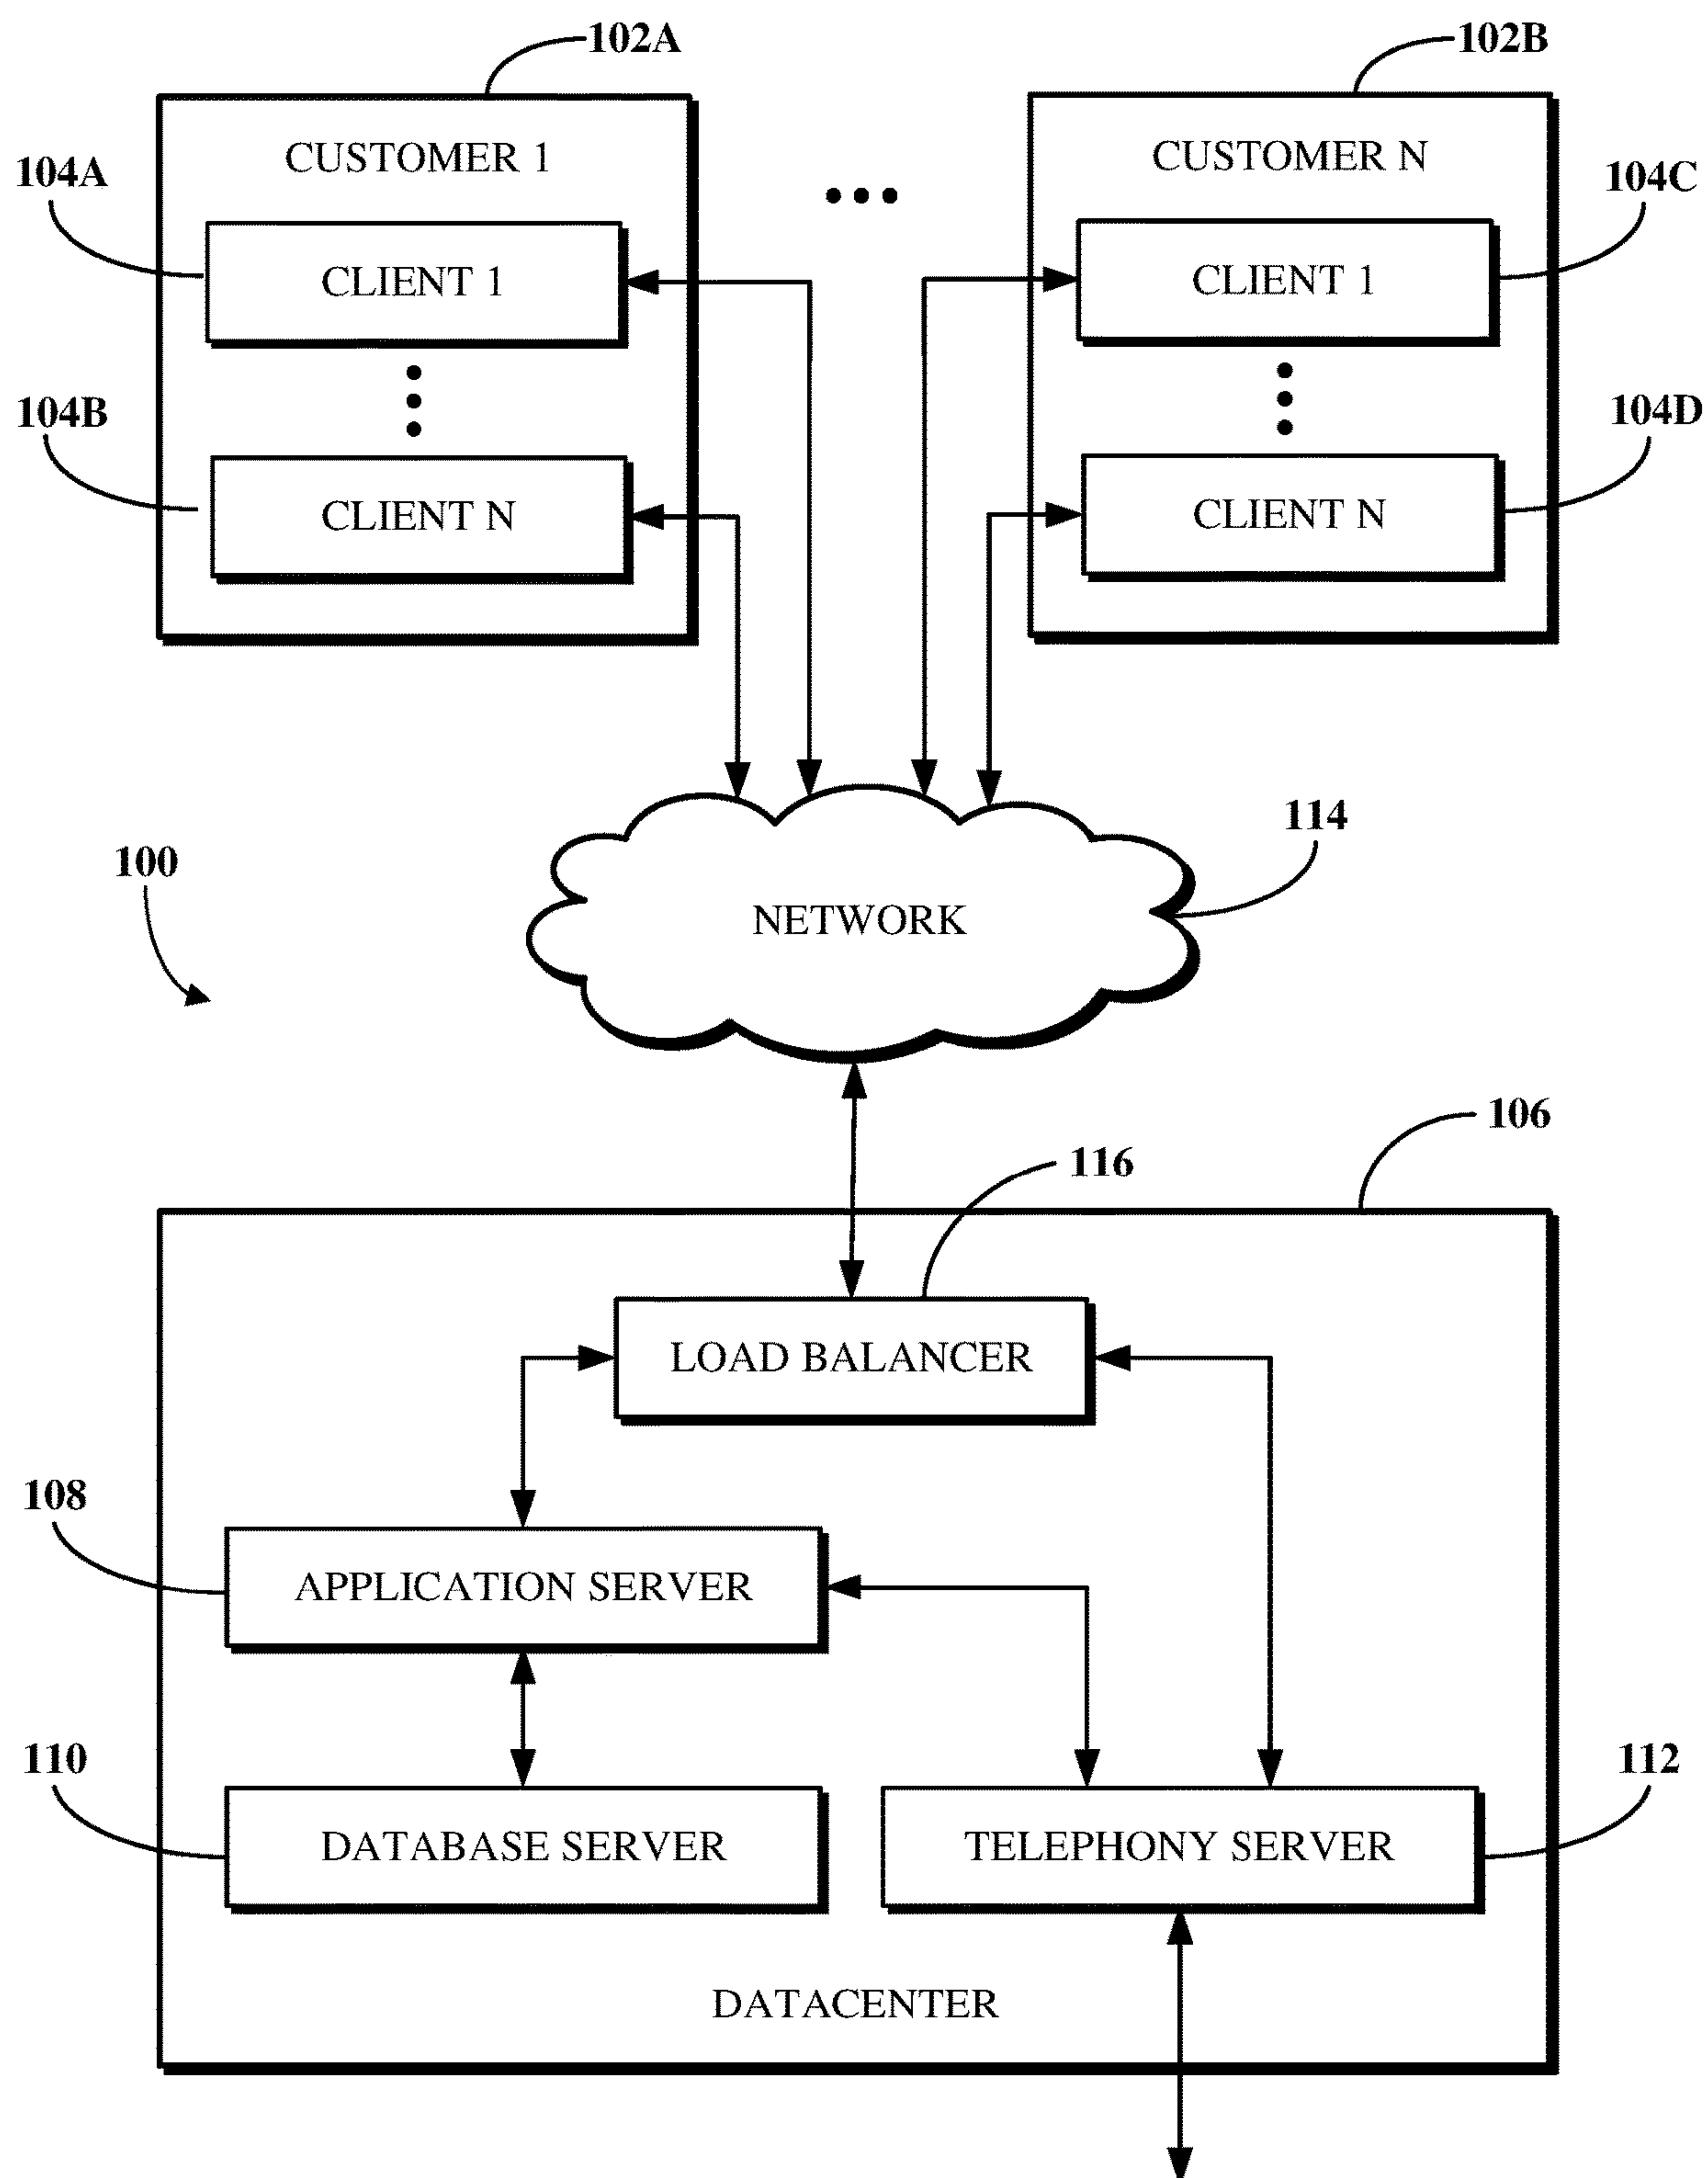 102A
102B
CUSTOMER 1
CUSTOMER N
104A
104C
CLIENT 1
CLIENT 1
104B
104D
CLIENT N
CLIENT N
114
100
NETWORK
106
116
LOAD BALANCER
108
APPLICATION SERVER
110
112
DATABASE SERVER
TELEPHONY SERVER
DATACENTER